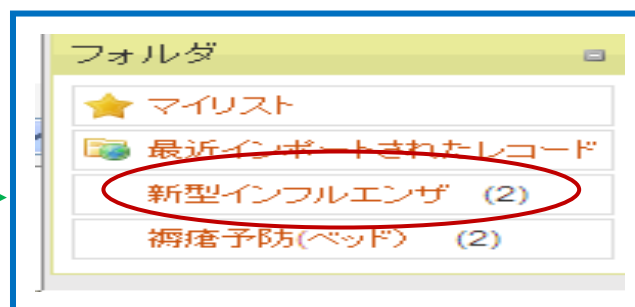 フォルダ
マイリスト
最近インポートされたレコード
新型インフルエンザ (2)
褥瘡予防(ベッド) (2)